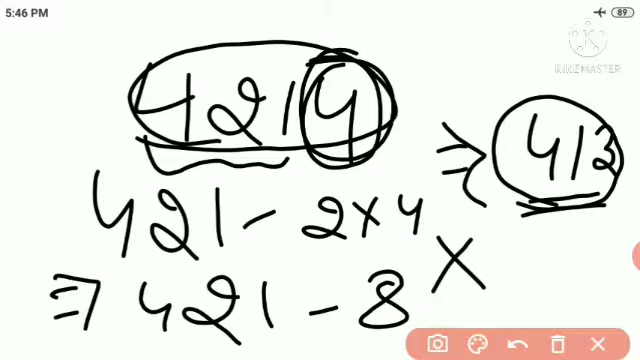 5:46 PM
89
KINEMASTER
4214
⇒ 413
421 - 2 x 4
⇒ 421 - 8 X